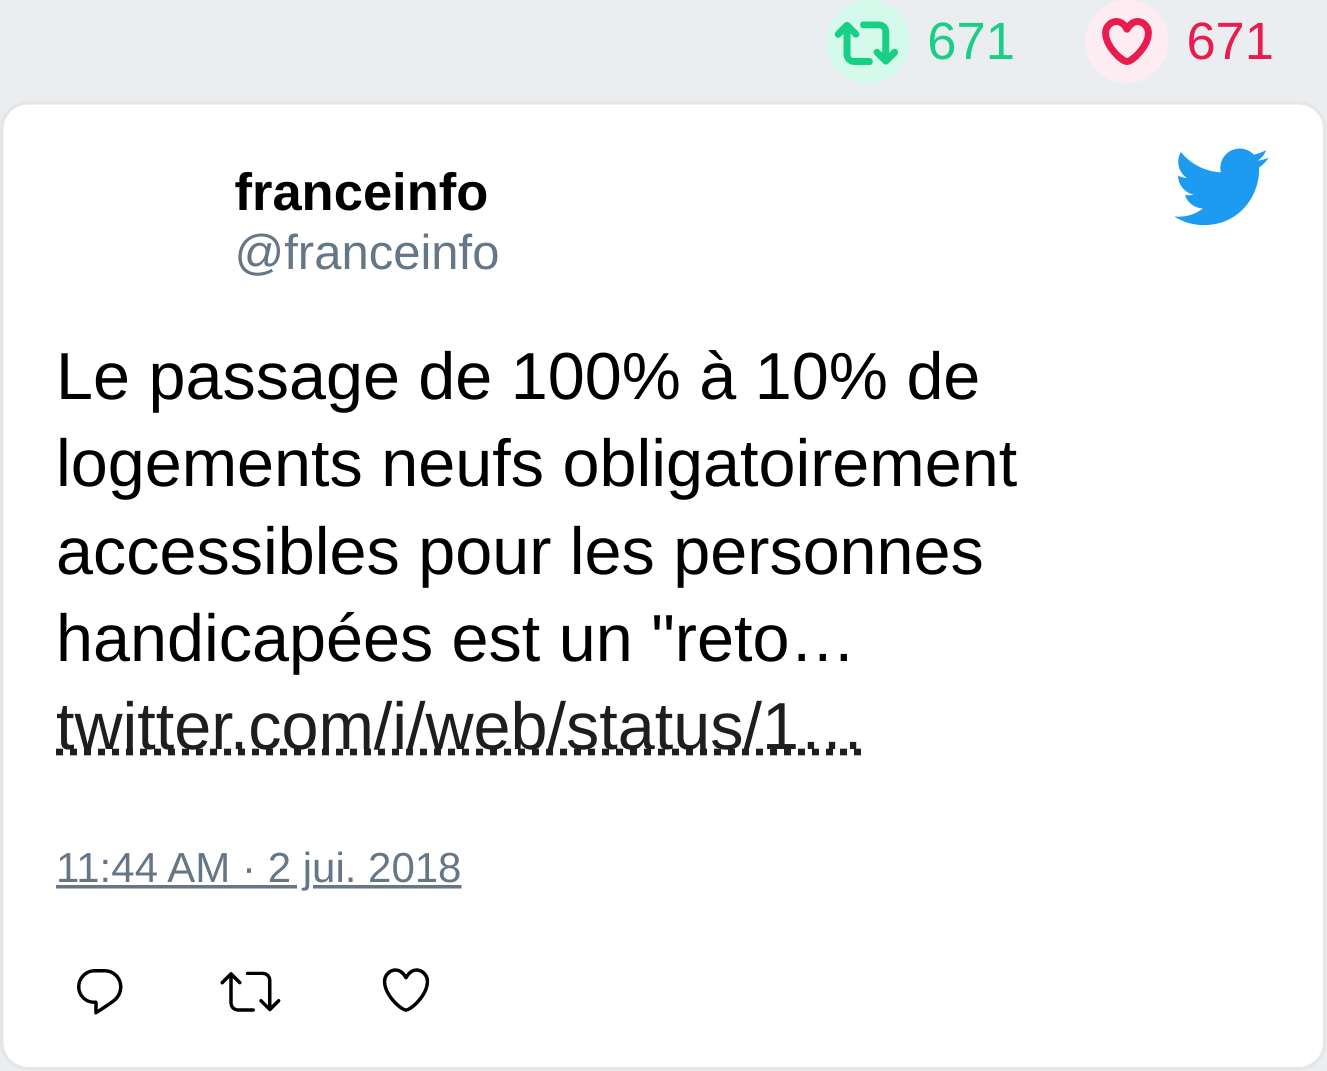 671 671
franceinfo
@franceinfo
Le passage de 100% à 10% de
logements neufs obligatoirement
accessibles pour les personnes
handicapées est un "reto…
twitter.com/i/web/status/1…
11:44 AM · 2 jui. 2018